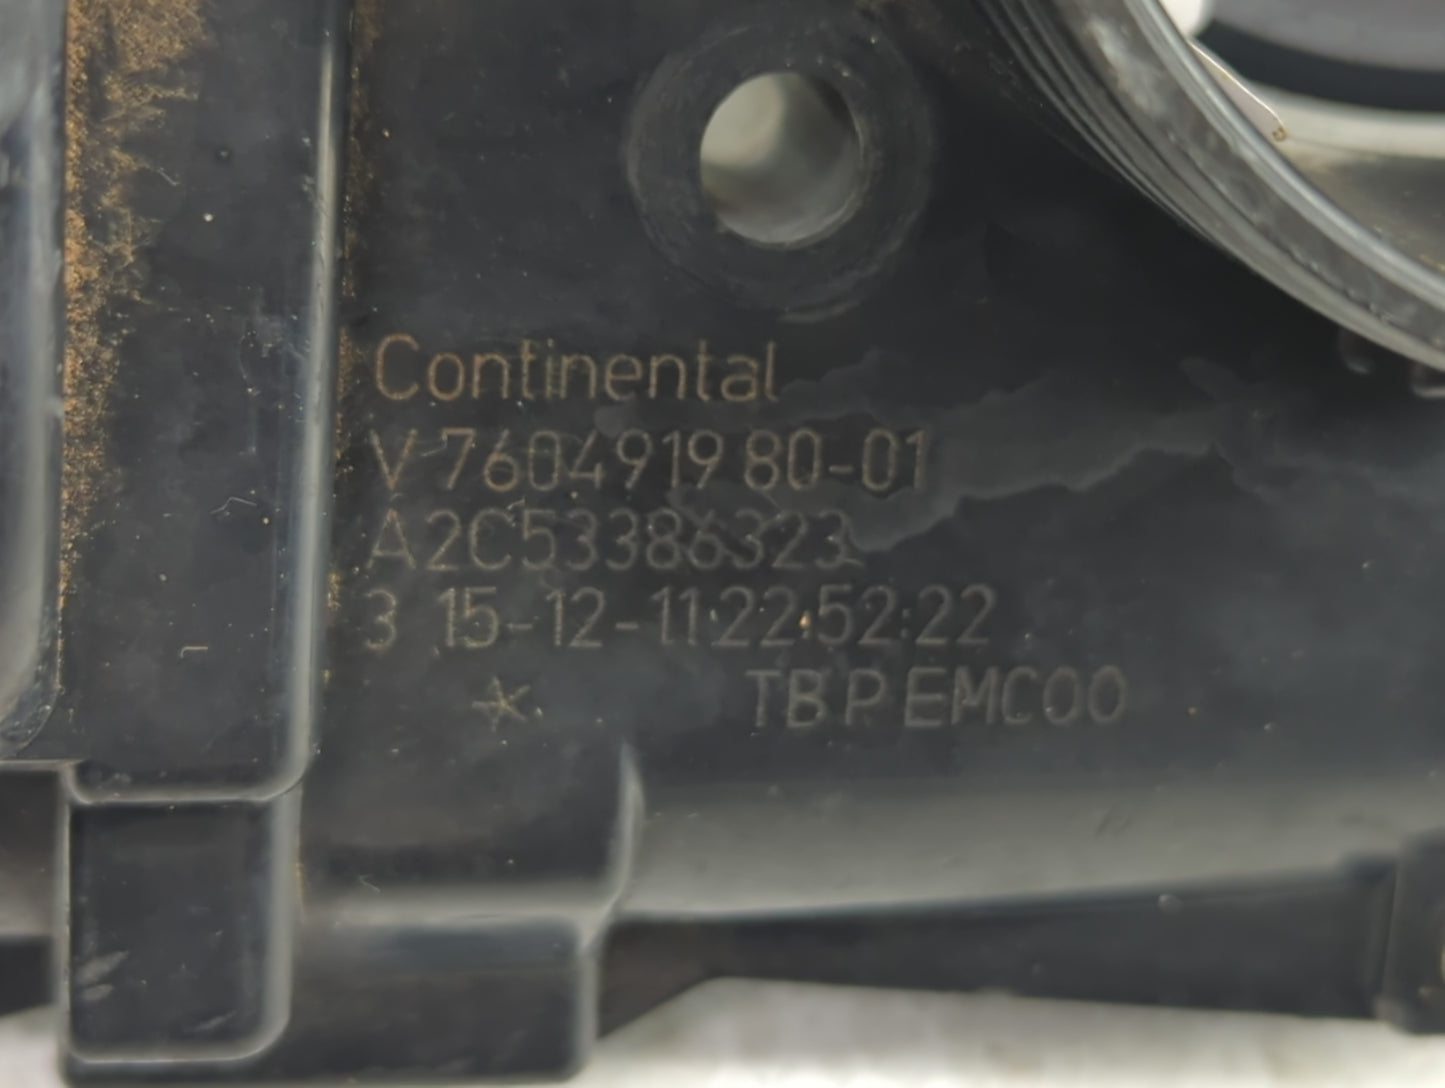 Continental
V 7604919 80-01
A2C53386323
3 15-12-11 22:52:22
* TB P EMC00